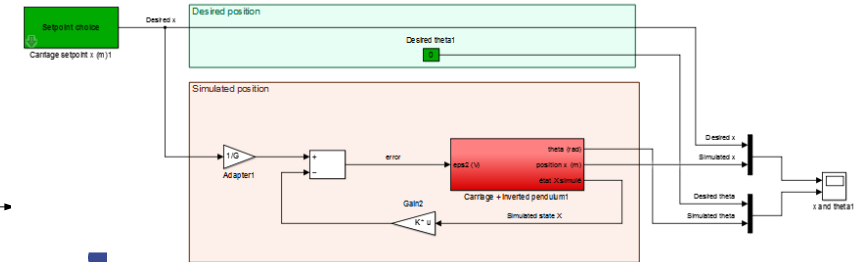 Desired x
Setpoint choice
Carriage setpoint x (m)1
Desired position
Desired theta1
0
Simulated position
1/G
Adapter1
+
−
error
eps2 (V)
theta (rad)
position x (m)
état X simulé
Carriage + Inverted pendulum1
Gain2
K* u
Simulated state X
Desired x
Simulated x
Desired theta
Simulated theta
x and theta1